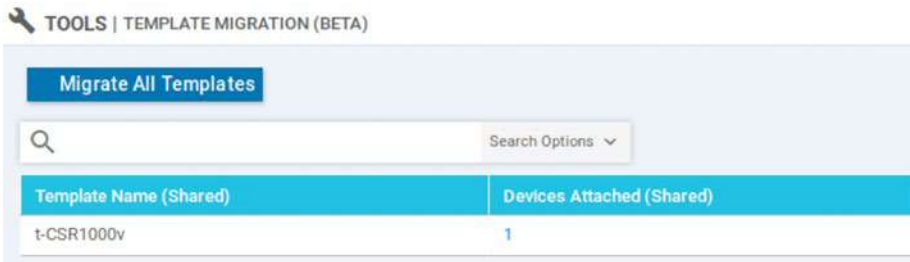 TOOLS | TEMPLATE MIGRATION (BETA)
Migrate All Templates
Search Options
Template Name (Shared) Devices Attached (Shared)
t-CSR1000v 1